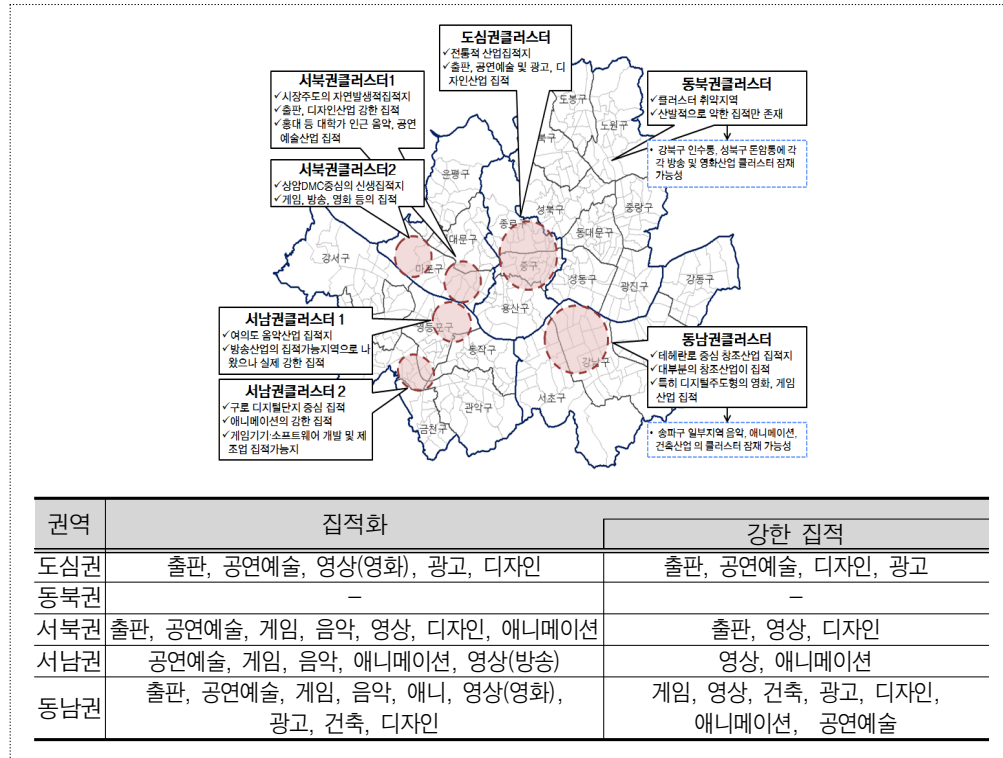 도심권클러스터
✓전통적 산업집적지
✓출판, 공연예술 및 광고, 디
자인산업 집적
서북권클러스터1
✓시장주도의 자연발생적집적지
✓출판, 디자인산업 강한 집적
✓홍대 등 대학가 인근 음악, 공연
예술산업 집적
동북권클러스터
✓클러스터 취약지역
✓산발적으로 약한 집적만 존재
• 강북구 인수동, 성북구 돈암동에 각
각 방송 및 영화산업 클러스터 잠재
가능성
서북권클러스터2
✓상암DMC중심의 신생집적지
✓게임, 방송, 영화 등의 집적
도봉구
노원구
북구
은평구
성북구
중랑구
종로구
대문구
동대문구
강서구
마포구
중구
성동구
광진구
강동구
용산구
서남권클러스터 1
✓여의도 음악산업 집적지
✓방송산업의 집적가능지역으로 나
왔으나 실제 강한 집적
영등포구
동작구
강남구
서초구
관악구
금천구
동남권클러스터
✓테헤란로 중심 창조산업 집적지
✓대부분의 창조산업이 집적
✓특히 디지털주도형의 영화, 게임
산업 집적
서남권클러스터 2
✓구로 디지털단지 중심 집적
✓애니메이션의 강한 집적
✓게임기기·소프트웨어 개발 및 제
조업 집적가능지
• 송파구 일부지역 음악, 애니메이션,
건축산업 의 클러스터 잠재 가능성
권역 집적화 강한 집적
도심권 출판, 공연예술, 영상(영화), 광고, 디자인 출판, 공연예술, 디자인, 광고
동북권 – –
서북권 출판, 공연예술, 게임, 음악, 영상, 디자인, 애니메이션 출판, 영상, 디자인
서남권 공연예술, 게임, 음악, 애니메이션, 영상(방송) 영상, 애니메이션
동남권 출판, 공연예술, 게임, 음악, 애니, 영상(영화), 게임, 영상, 건축, 광고, 디자인,
광고, 건축, 디자인 애니메이션, 공연예술